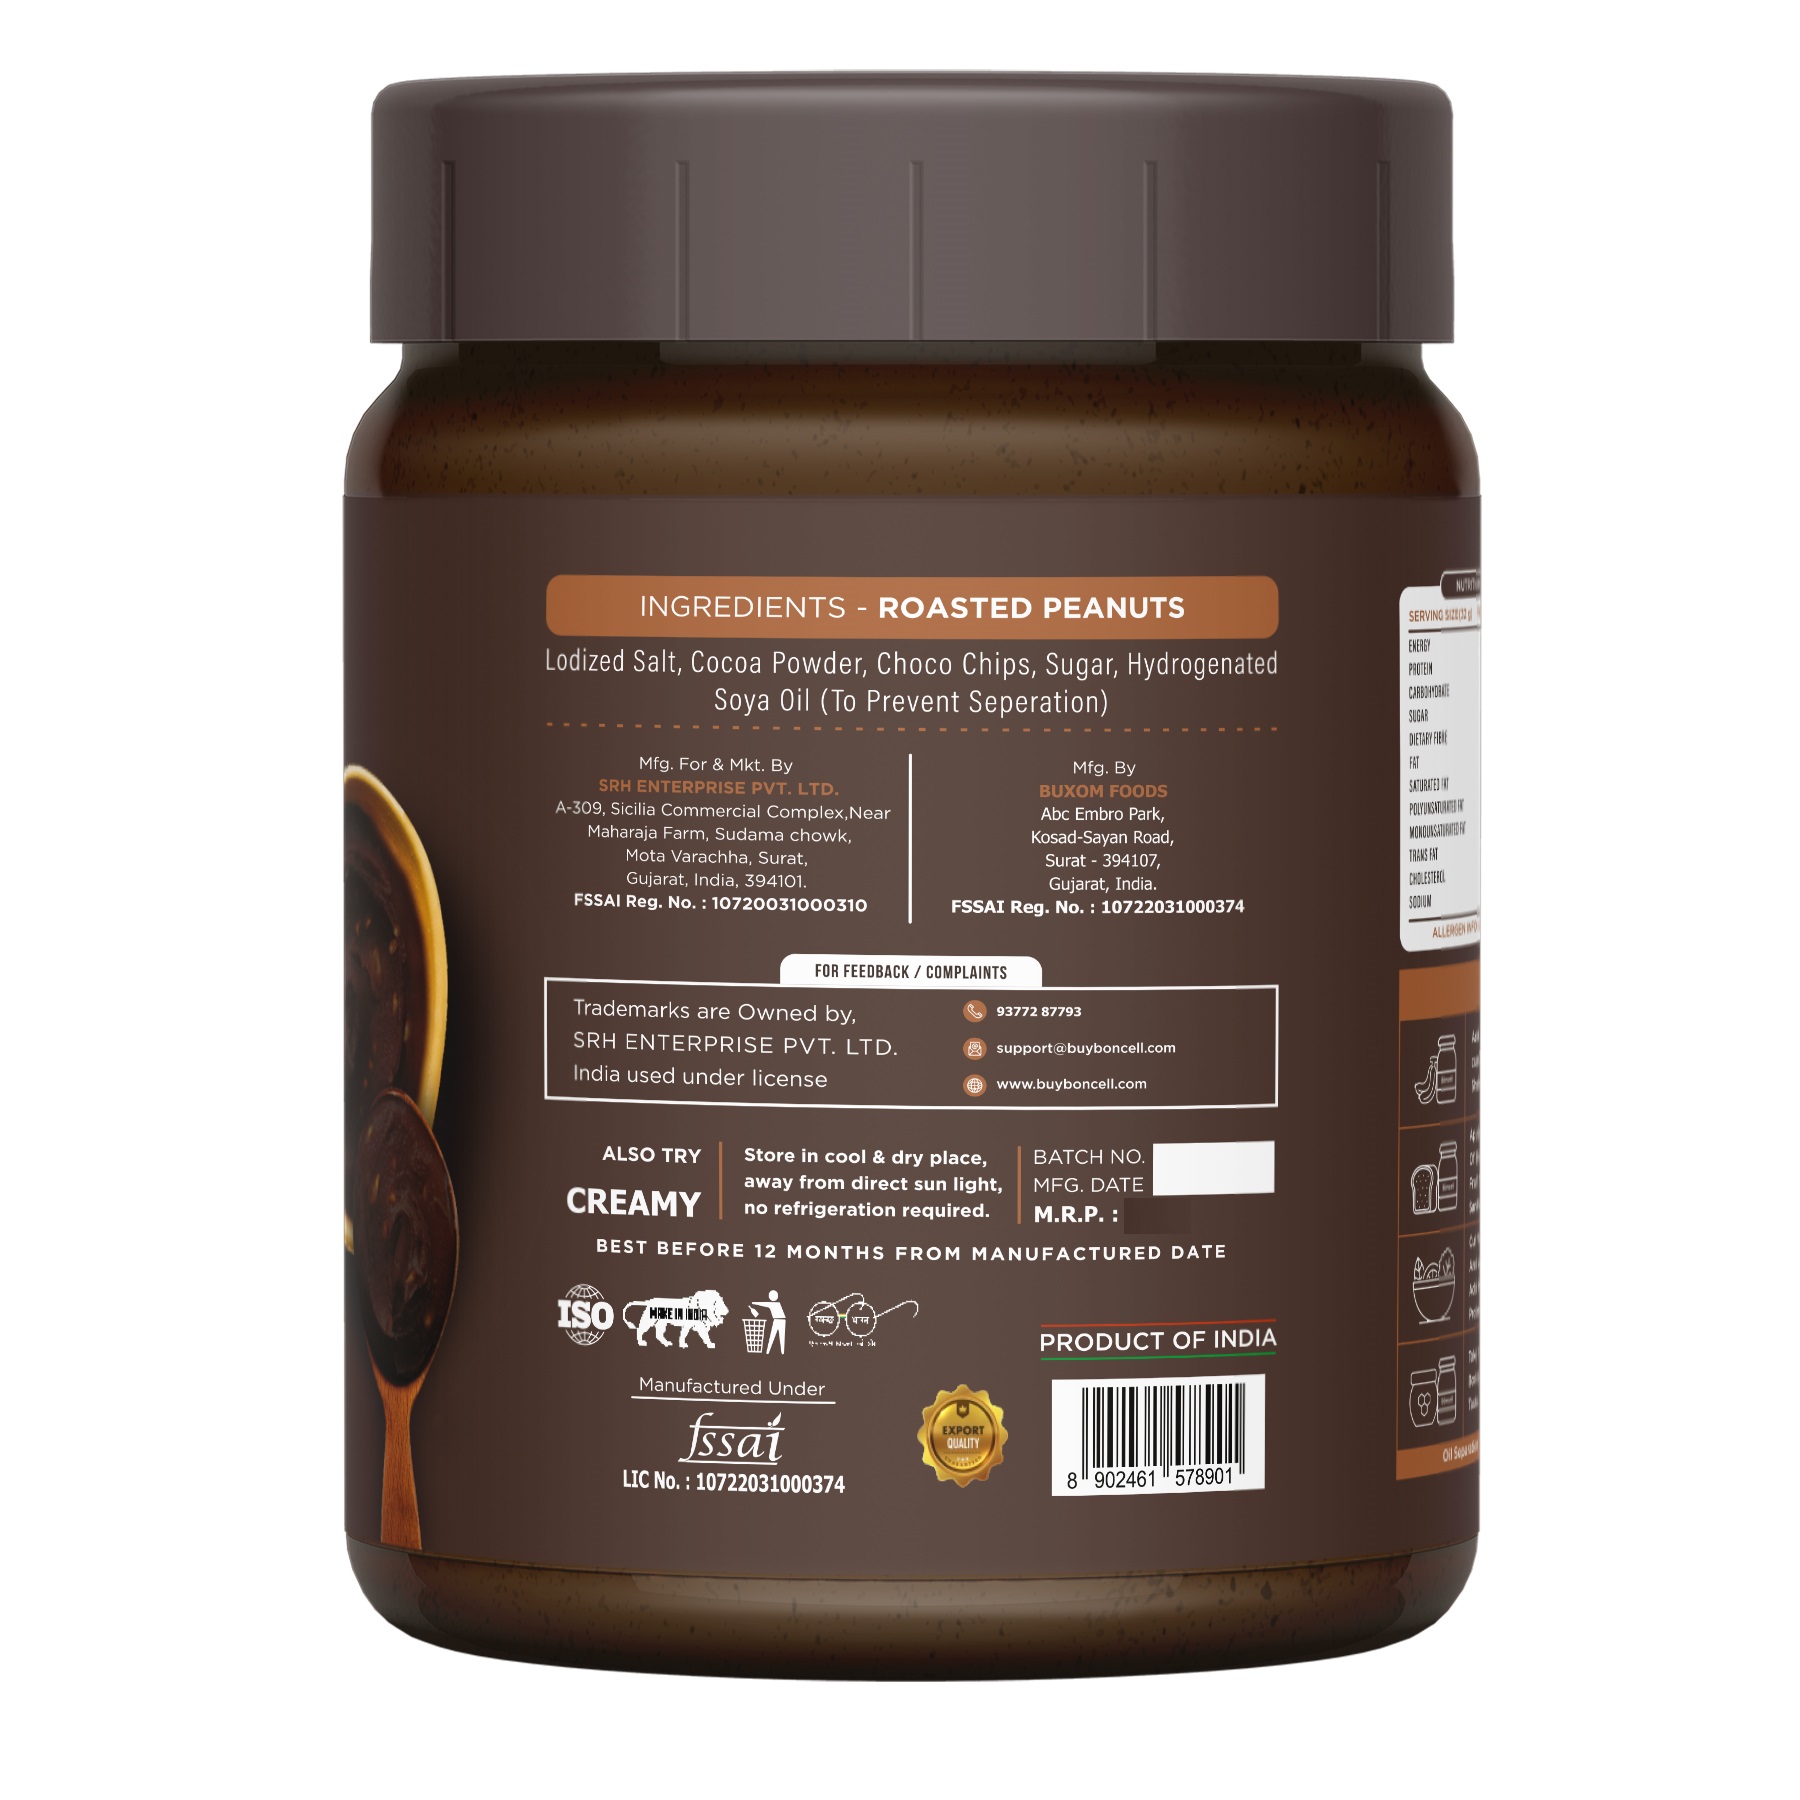 INGREDIENTS - ROASTED PEANUTS
Lodized Salt, Cocoa Powder, Choco Chips, Sugar, Hydrogenated
Soya Oil (To Prevent Seperation)
Mfg. For & Mkt. By
SRH ENTERPRISE PVT. LTD.
A-309, Sicilia Commercial Complex,Near
Maharaja Farm, Sudama chowk,
Mota Varachha, Surat,
Gujarat, India, 394101.
FSSAI Reg. No. : 10720031000310
Mfg. By
BUXOM FOODS
Abc Embro Park,
Kosad-Sayan Road,
Surat - 394107,
Gujarat, India.
FSSAI Reg. No. : 10722031000374
FOR FEEDBACK / COMPLAINTS
Trademarks are Owned by,
SRH ENTERPRISE PVT. LTD.
India used under license
93772 87793
support@buyboncell.com
www.buyboncell.com
ALSO TRY
CREAMY
Store in cool & dry place,
away from direct sun light,
no refrigeration required.
BATCH NO.
MFG. DATE
M.R.P. :
BEST BEFORE 12 MONTHS FROM MANUFACTURED DATE
ISO
MAKE IN INDIA
PRODUCT OF INDIA
Manufactured Under
fssai
LIC No. : 10722031000374
EXPORT
QUALITY
8 902461 578901
SERVING SIZE(32 g)
ENERGY
PROTEIN
CARBOHYDRATE
SUGAR
DIETARY FIBRE
FAT
SATURATED FAT
POLYUNSATURATED FAT
MONOUNSATURATED FAT
TRANS FAT
CHOLESTEROL
SODIUM
ALLERGEN
Oil